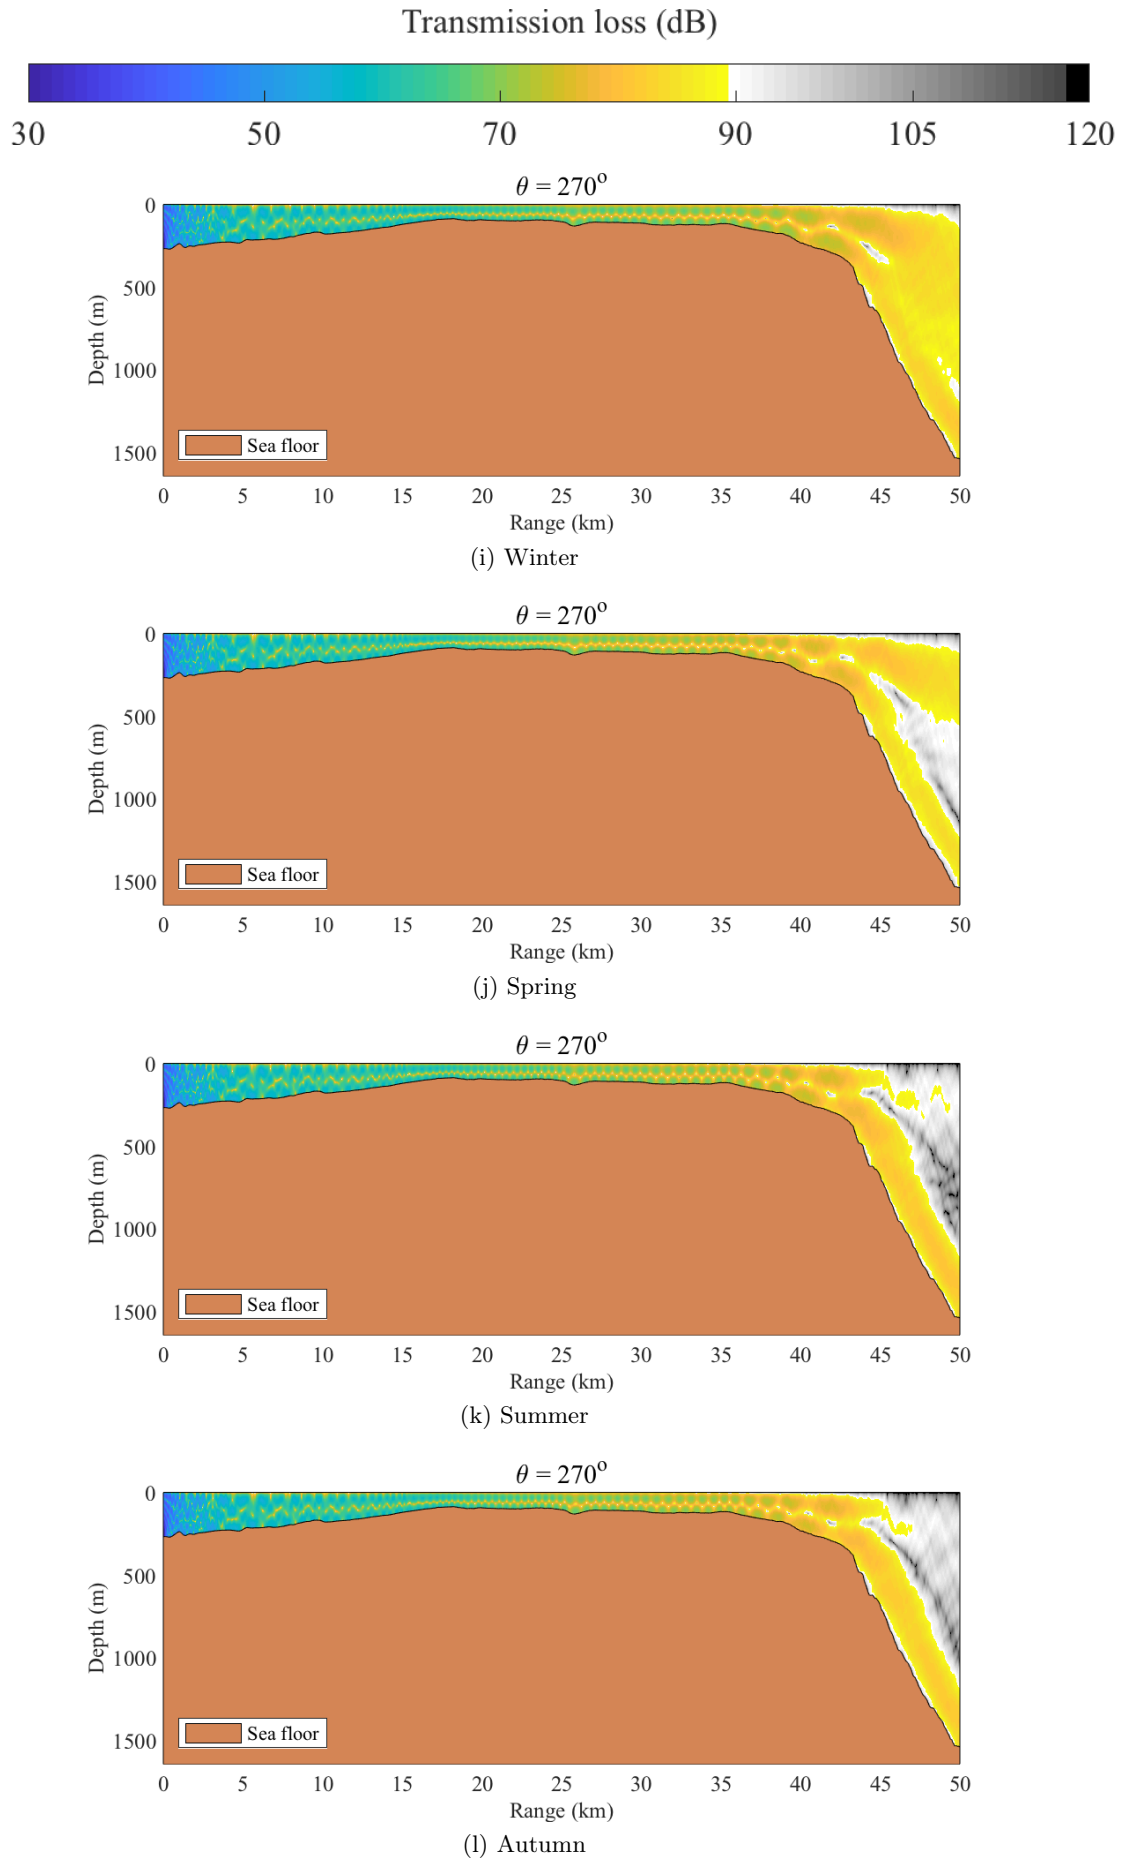 Transmission loss (dB)
30 50 70 90 105 120
θ = 270º
0
500
1000
1500
Depth (m)
Sea floor
0 5 10 15 20 25 30 35 40 45 50
Range (km)
(i) Winter
θ = 270º
0
500
1000
1500
Depth (m)
Sea floor
0 5 10 15 20 25 30 35 40 45 50
Range (km)
(j) Spring
θ = 270º
0
500
1000
1500
Depth (m)
Sea floor
0 5 10 15 20 25 30 35 40 45 50
Range (km)
(k) Summer
θ = 270º
0
500
1000
1500
Depth (m)
Sea floor
0 5 10 15 20 25 30 35 40 45 50
Range (km)
(l) Autumn